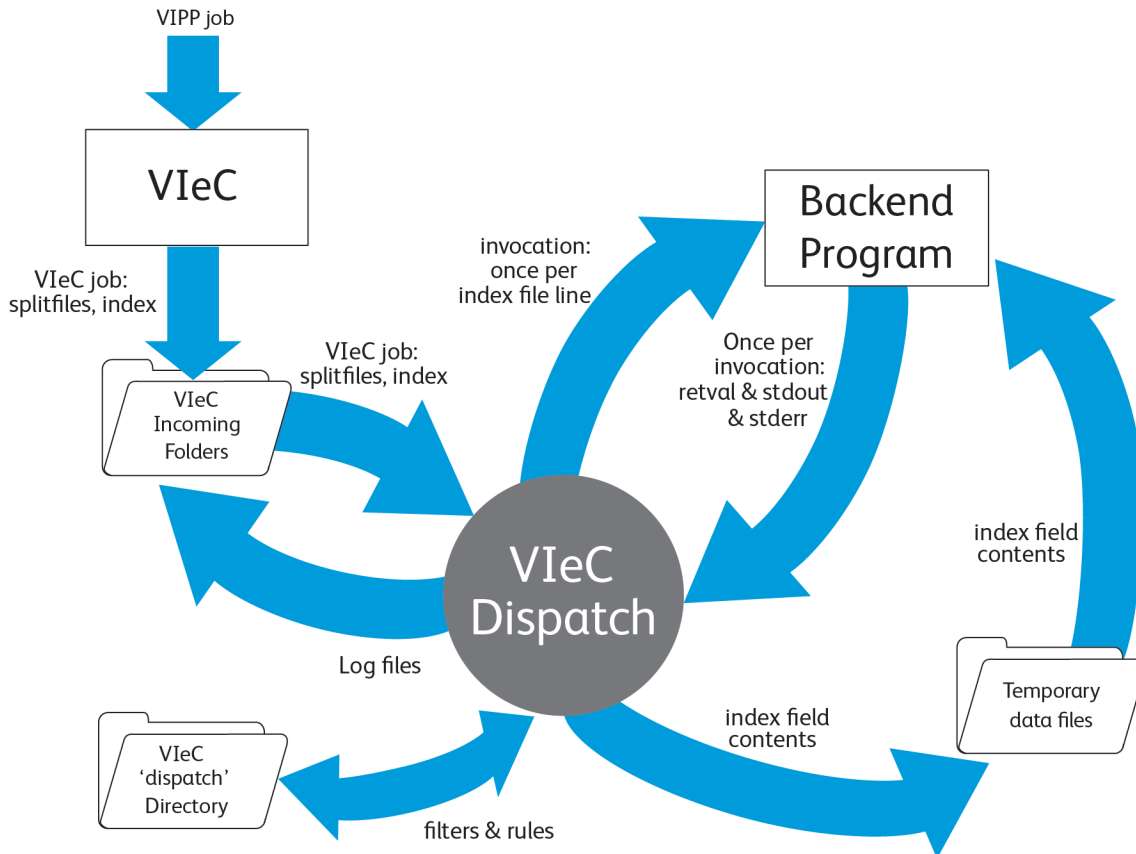 VIPP job
VIeC
VIeC job:
splitfiles, index
VIeC
Incoming
Folders
VIeC job:
splitfiles, index
invocation:
once per
index file line
Backend
Program
Once per
invocation:
retval & stdout
& stderr
VIeC
Dispatch
Log files
index field
contents
Temporary
data files
index field
contents
VIeC
‘dispatch’
Directory
filters & rules